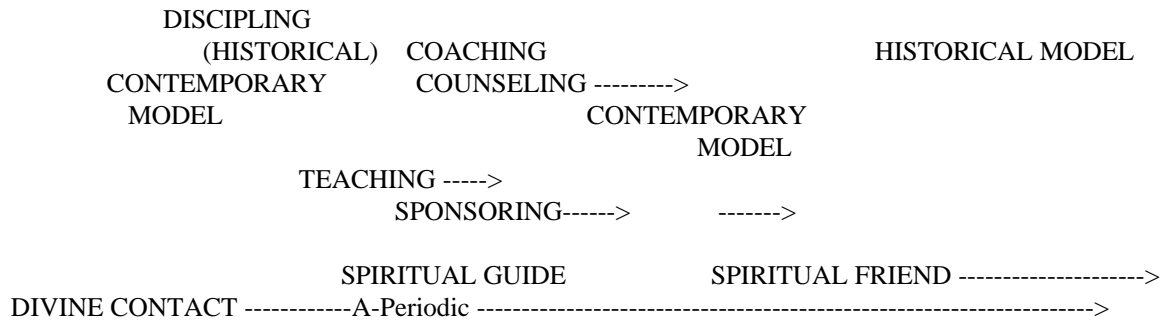 DISCIPLING
(HISTORICAL) COACHING HISTORICAL MODEL
CONTEMPORARY COUNSELING --------->
MODEL CONTEMPORARY
MODEL
TEACHING ----->
SPONSORING------> ------->
SPIRITUAL GUIDE SPIRITUAL FRIEND --------------------->
DIVINE CONTACT ------------A-Periodic --------------------------------------------------------------------->